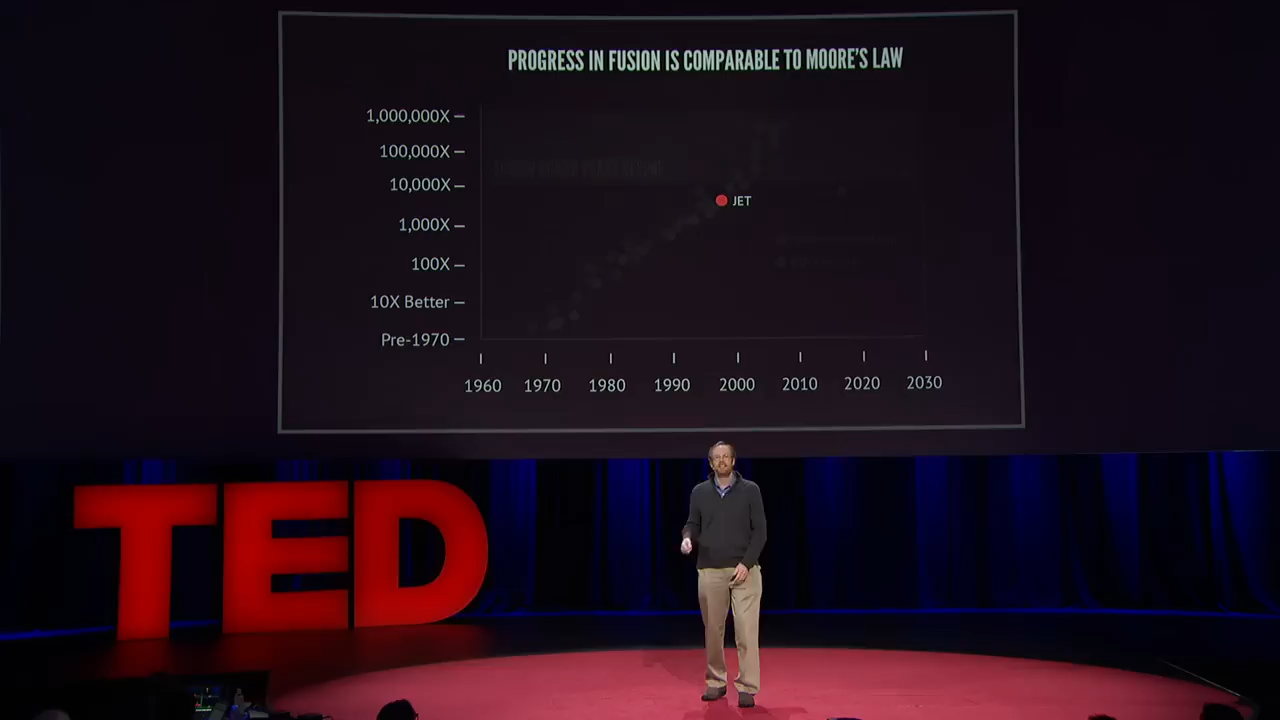 PROGRESS IN FUSION IS COMPARABLE TO MOORE'S LAW
1,000,000X
100,000X
10,000X
JET
1,000X
100X
10X Better
Pre-1970
1960 1970 1980 1990 2000 2010 2020 2030
TED